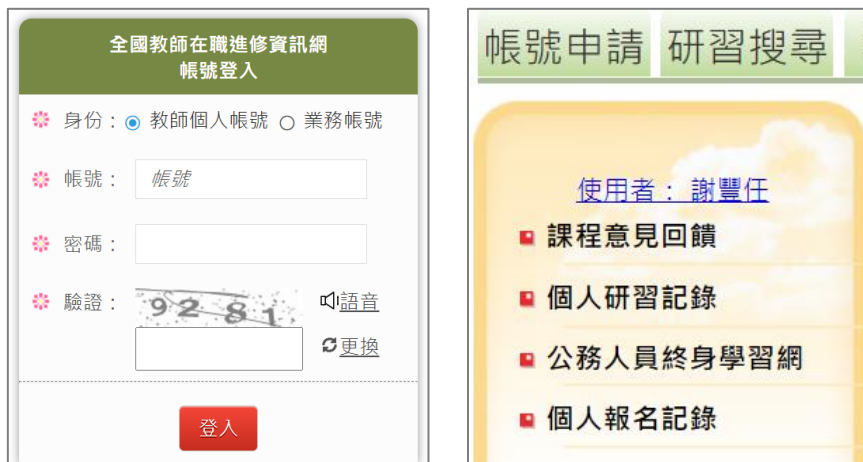 全國教師在職進修資訊網
帳號登入
身份：教師個人帳號 業務帳號
帳號：帳號
密碼：
驗證：9281 語音
更換
登入
帳號申請 研習搜尋
使用者： 謝豐任
課程意見回饋
個人研習記錄
公務人員終身學習網
個人報名記錄